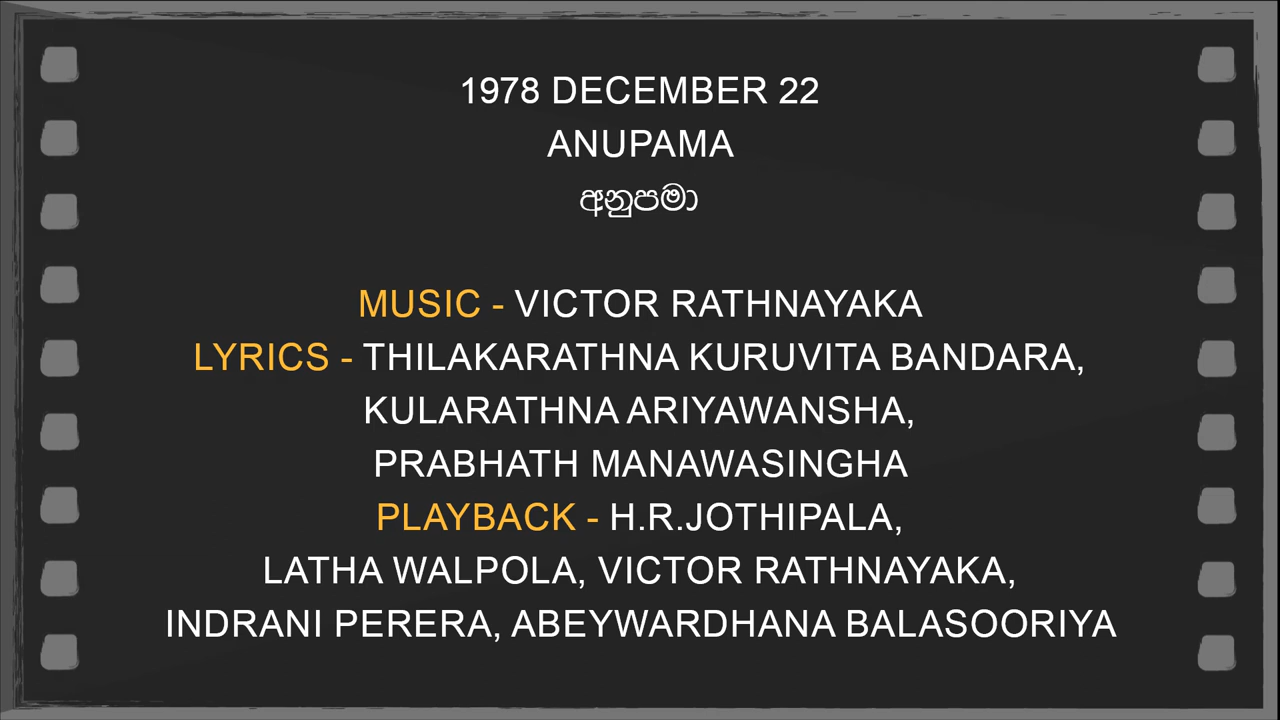 1978 DECEMBER 22
ANUPAMA
අනුපමා
MUSIC - VICTOR RATHNAYAKA
LYRICS - THILAKARATHNA KURUVITA BANDARA,
KULARATHNA ARIYAWANSHA,
PRABHATH MANAWASINGHA
PLAYBACK - H.R.JOTHIPALA,
LATHA WALPOLA, VICTOR RATHNAYAKA,
INDRANI PERERA, ABEYWARDHANA BALASOORIYA